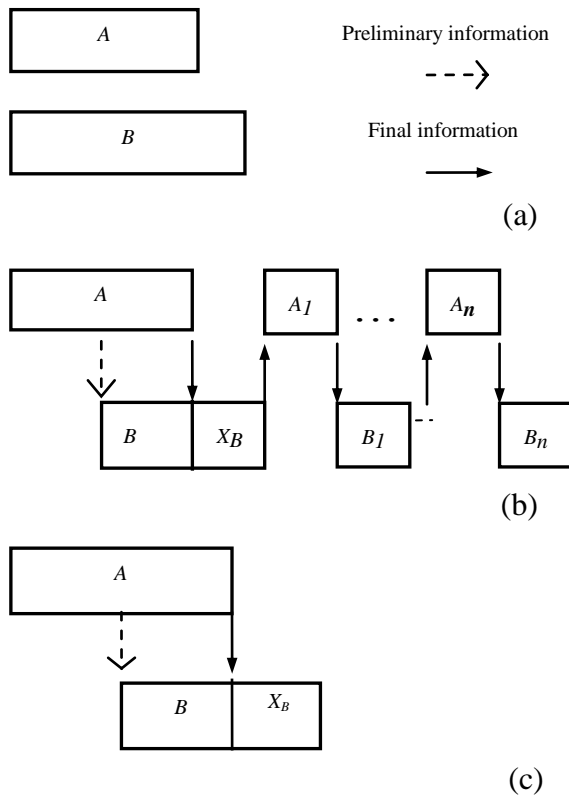 A
Preliminary information
B
Final information
(a)
A
A1
. . .
An
B
XB
B1
Bn
(b)
A
B
XB
(c)